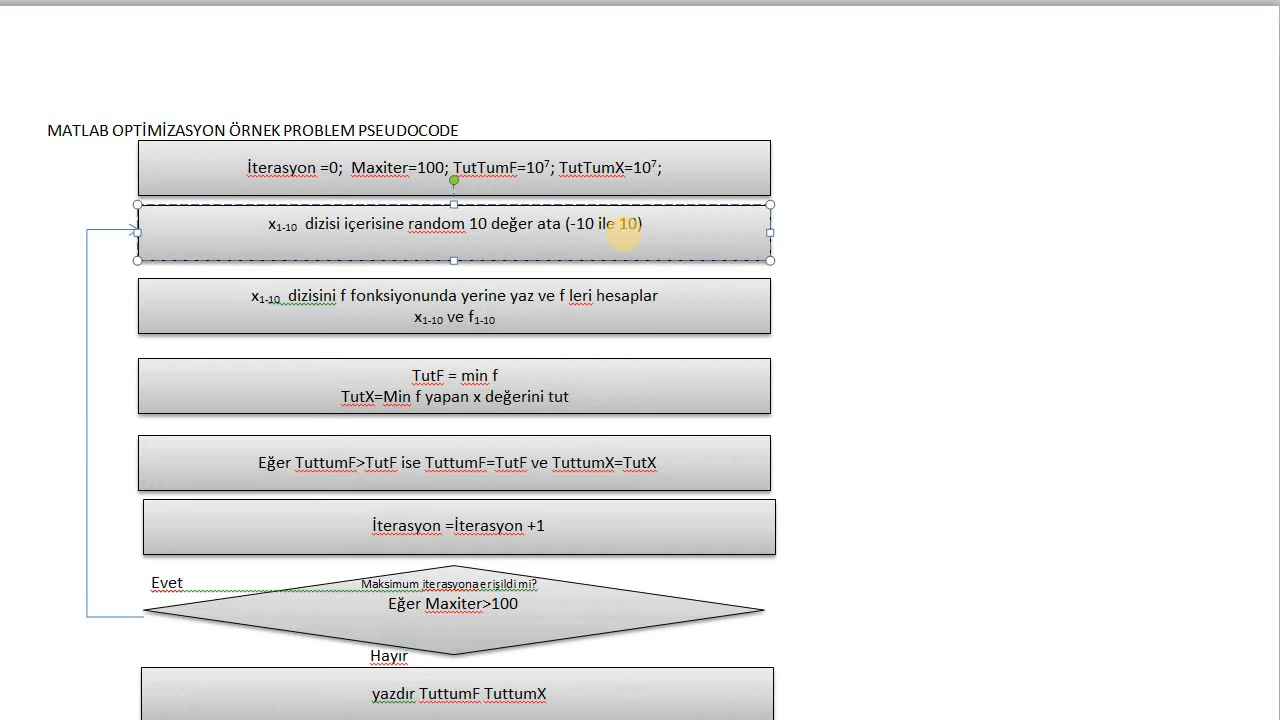 MATLAB OPTİMİZASYON ÖRNEK PROBLEM PSEUDOCODE
İterasyon =0;  Maxiter=100; TutTumF=10⁷; TutTumX=10⁷;
x₁₋₁₀ dizisi içerisine random 10 değer ata (-10 ile 10)
x₁₋₁₀ dizisini f fonksiyonunda yerine yaz ve f leri hesaplar
x₁₋₁₀ ve f₁₋₁₀
TutF = min f
TutX=Min f yapan x değerini tut
Eğer TuttumF>TutF ise TuttumF=TutF ve TuttumX=TutX
İterasyon =İterasyon +1
Evet
Maksimum iterasyona erişildi mi?
Eğer Maxiter>100
Hayır
yazdır TuttumF TuttumX